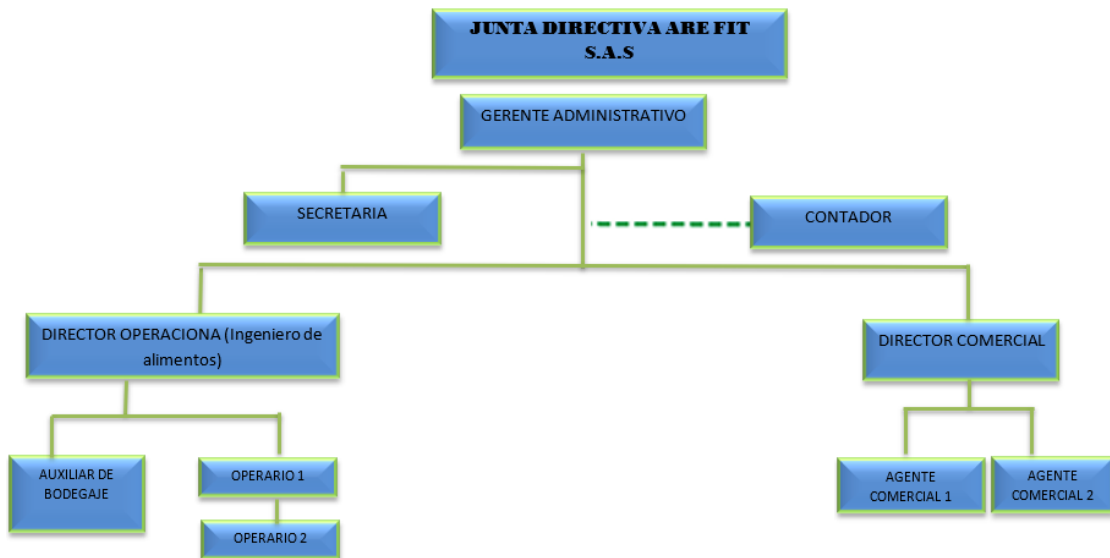 JUNTA DIRECTIVA ARE FIT
S.A.S
GERENTE ADMINISTRATIVO
SECRETARIA
CONTADOR
DIRECTOR OPERACIONA (Ingeniero de
alimentos)
DIRECTOR COMERCIAL
AUXILIAR DE
BODEGAJE
OPERARIO 1
OPERARIO 2
AGENTE
COMERCIAL 1
AGENTE
COMERCIAL 2